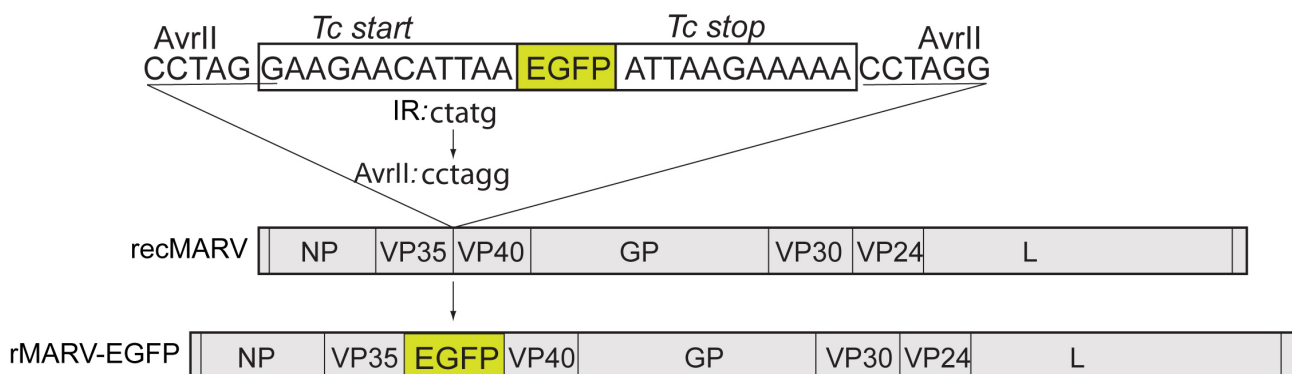 Tc start Tc stop
AvrII AvrII
CCTAG GAAGAACATTAA EGFP ATTAAGAAAAA CCTAGG
IR:ctatg
AvrII:cctagg
recMARV NP VP35 VP40 GP VP30 VP24 L
rMARV-EGFP NP VP35 EGFP VP40 GP VP30 VP24 L